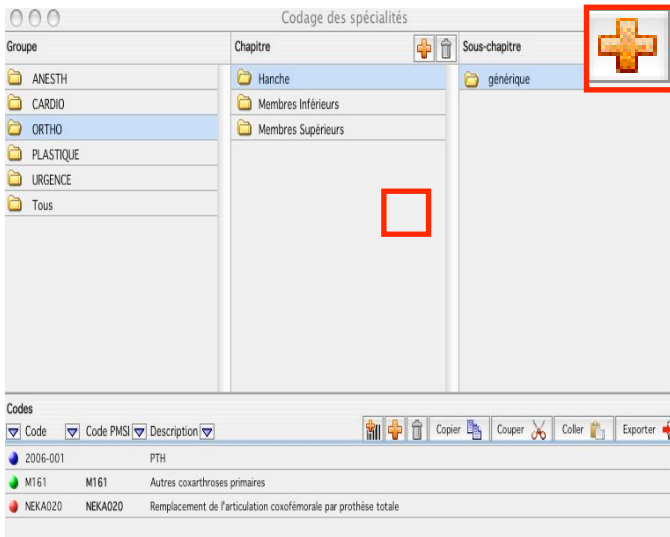 Codage des spécialités
Groupe Chapitre Sous-chapitre
ANESTH Hanche générique
CARDIO Membres Inférieurs
ORTHO Membres Supérieurs
PLASTIQUE
URGENCE
Tous
Codes
Code Code PMSI Description Copier Couper Coller Exporter
2006-001 PTH
M161 M161 Autres coxarthroses primaires
NEKA020 NEKA020 Remplacement de l'articulation coxofémorale par prothèse totale